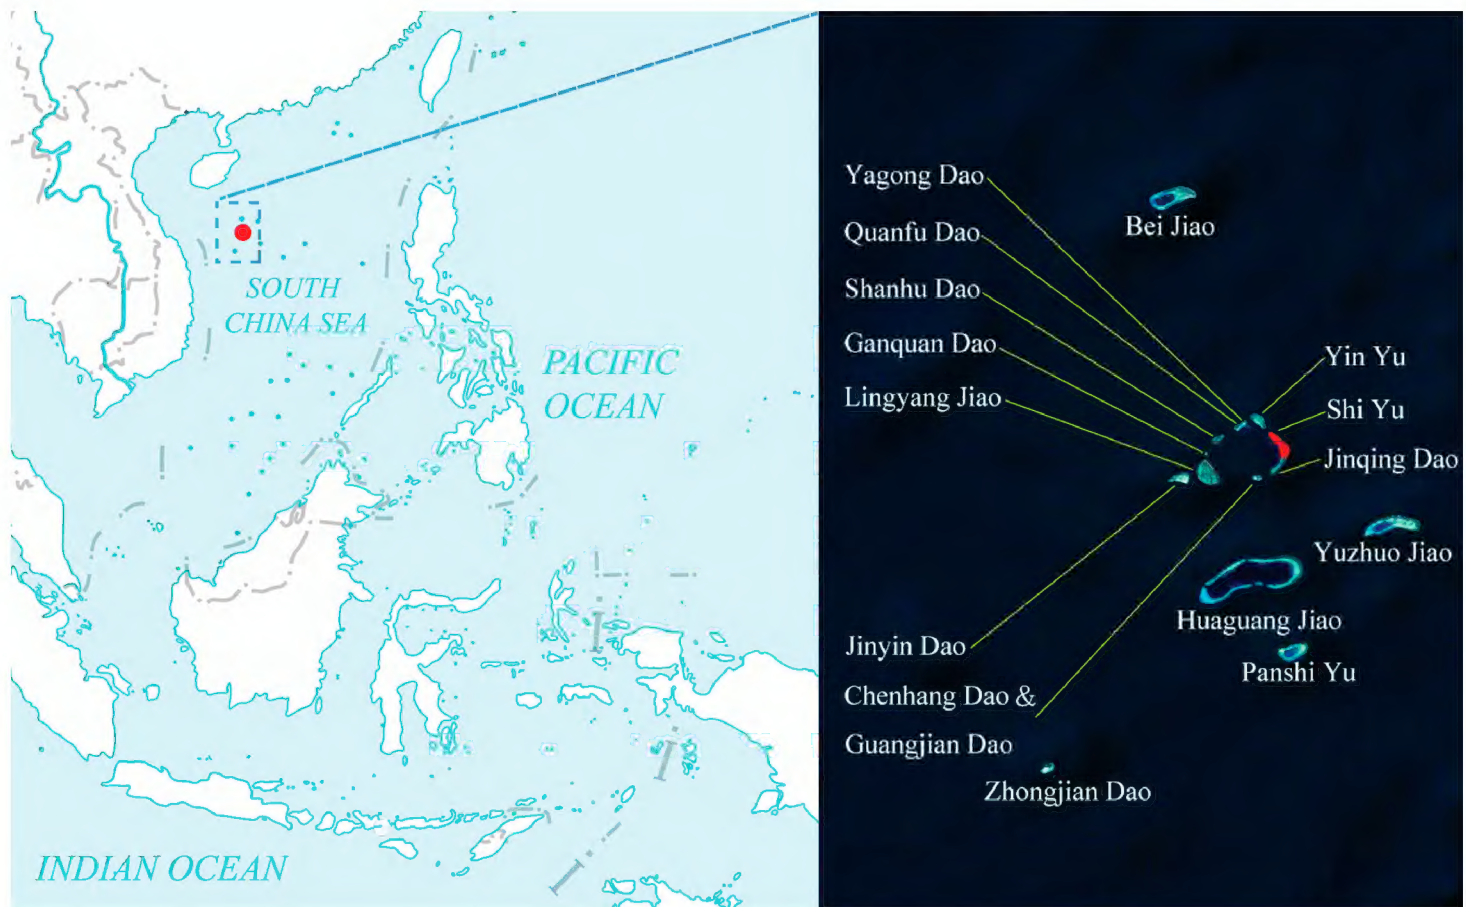 SOUTH
CHINA SEA
PACIFIC
OCEAN
INDIAN OCEAN
Yagong Dao
Quanfu Dao
Shanhu Dao
Ganquan Dao
Lingyang Jiao
Bei Jiao
Yin Yu
Shi Yu
Jinqing Dao
Yuzhuo Jiao
Huaguang Jiao
Panshi Yu
Jinyin Dao
Chenhang Dao &
Guangjian Dao
Zhongjian Dao